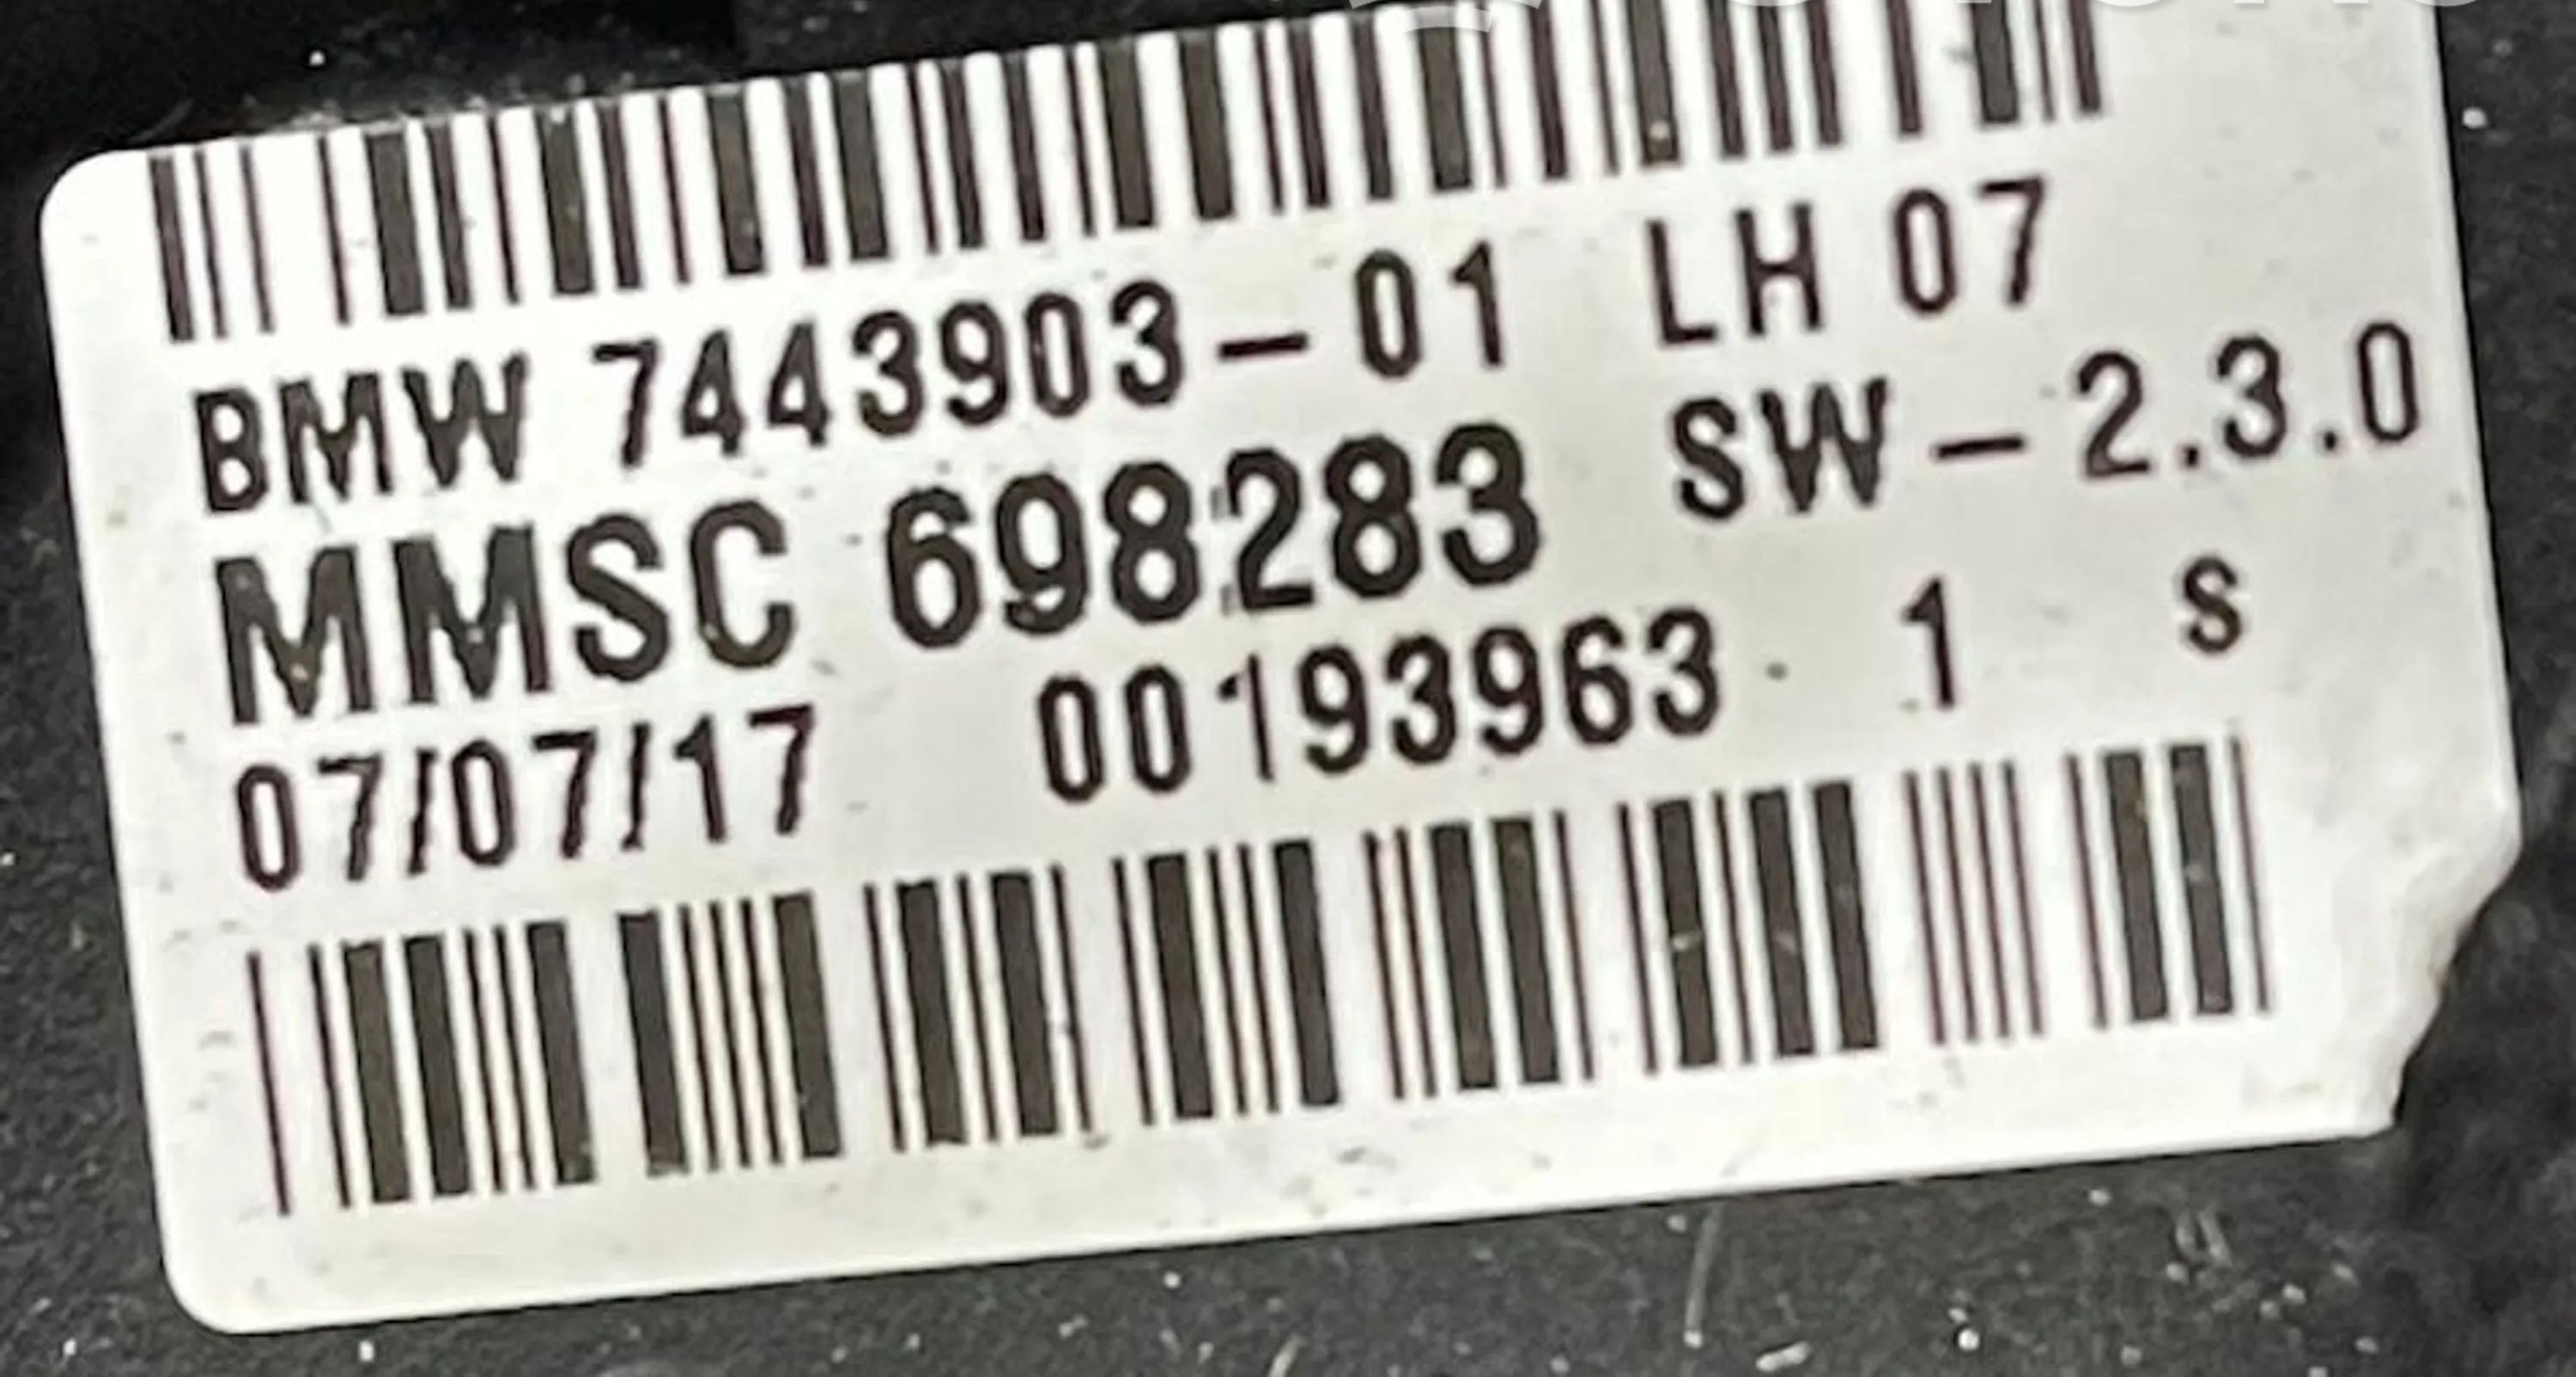 BMW 7443903-01 LH 07
MMSC 698283 SW-2.3.0
07/07/17 00193963 1 S